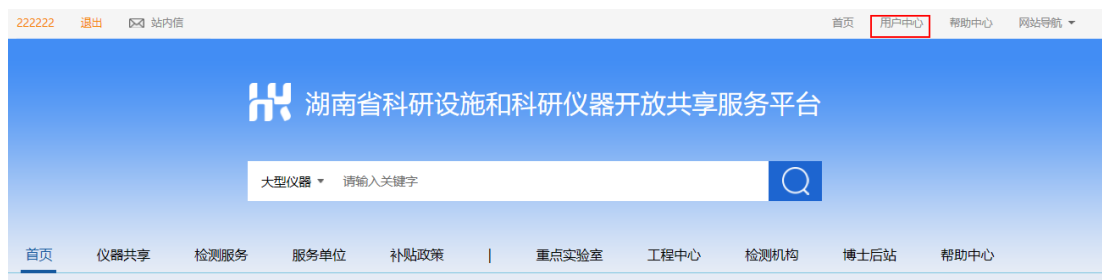 222222 退出 站内信 首页 用户中心 帮助中心 网站导航
湖南省科研设施和科研仪器开放共享服务平台
大型仪器 请输入关键字
首页 仪器共享 检测服务 服务单位 补贴政策 | 重点实验室 工程中心 检测机构 博士后站 帮助中心